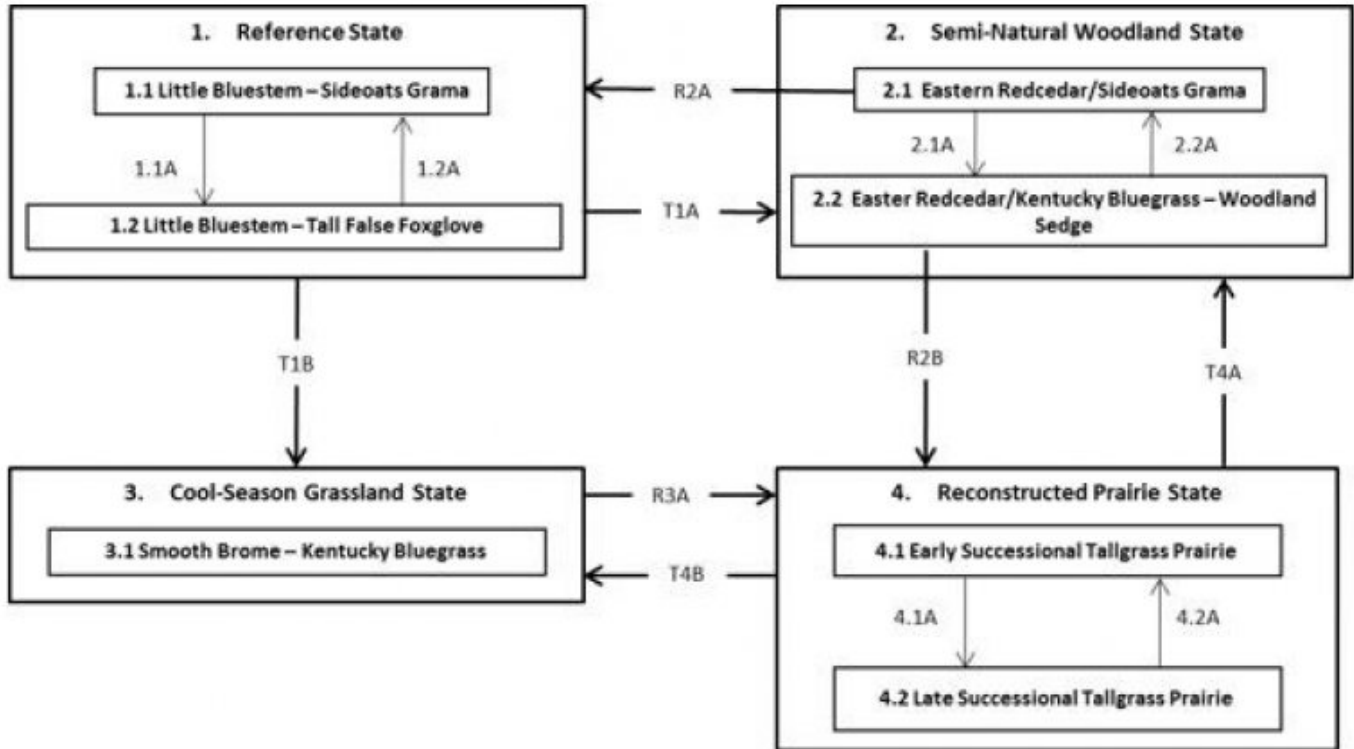 1. Reference State
1.1 Little Bluestem – Sideoats Grama
1.1A
1.2A
1.2 Little Bluestem – Tall False Foxglove
R2A
T1A
2. Semi-Natural Woodland State
2.1 Eastern Redcedar/Sideoats Grama
2.1A
2.2A
2.2 Easter Redcedar/Kentucky Bluegrass – Woodland
Sedge
T1B
R2B
T4A
3. Cool-Season Grassland State
3.1 Smooth Brome – Kentucky Bluegrass
R3A
T4B
4. Reconstructed Prairie State
4.1 Early Successional Tallgrass Prairie
4.1A
4.2A
4.2 Late Successional Tallgrass Prairie